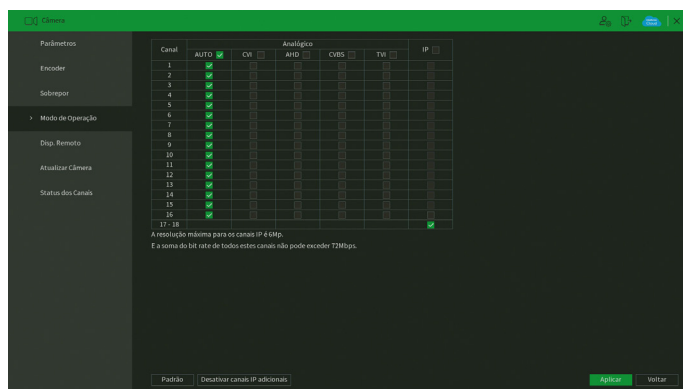 Câmera
Parâmetros
Encoder
Sobrepor
> Modo de Operação
Disp. Remoto
Atualizar Câmera
Status dos Canais
Canal Analógico IP
AUTO CVI AHD CVBS TVI
1
2
3
4
5
6
7
8
9
10
11
12
13
14
15
16
17 - 18
A resolução máxima para os canais IP é 6Mp.
E a soma do bit rate de todos estes canais não pode exceder 72Mbps.
Padrão Desativar canais IP adicionais Aplicar Voltar